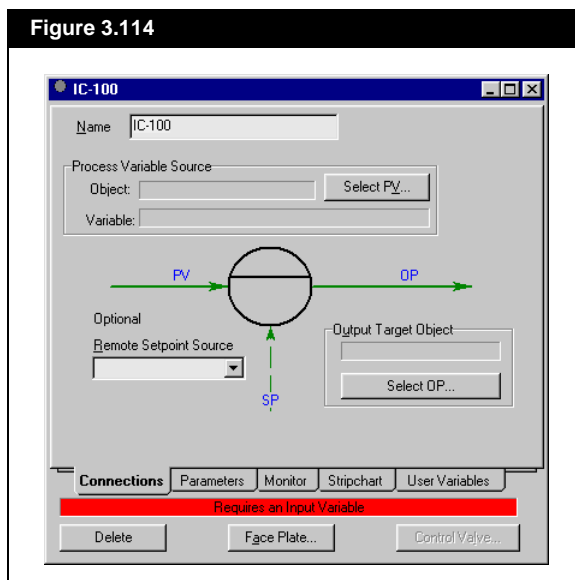 Figure 3.114
IC-100
Name IC-100
Process Variable Source
Object: Select PV...
Variable:
PV OP
Optional
Remote Setpoint Source
Output Target Object
Select OP...
SP
Connections Parameters Monitor Stripchart User Variables
Requires an Input Variable
Delete Face Plate... Control Valve...